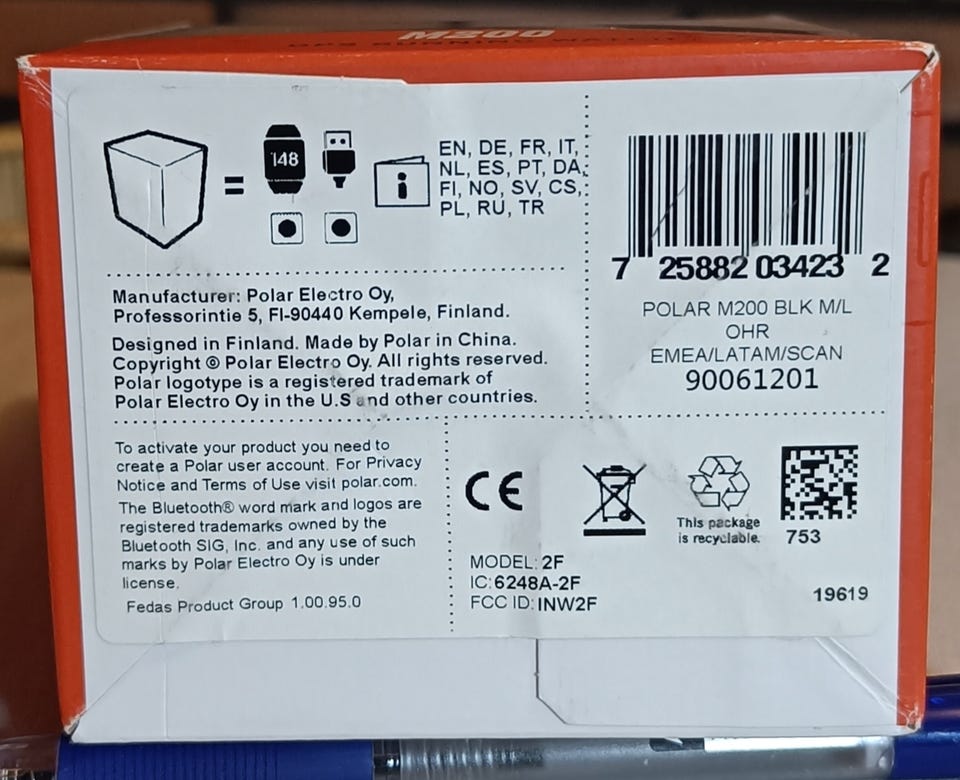 M200
GPS RUNNING WATCH
148
i
EN, DE, FR, IT,
NL, ES, PT, DA,
FI, NO, SV, CS,
PL, RU, TR
7 25882 03423 2
POLAR M200 BLK M/L
OHR
EMEA/LATAM/SCAN
90061201
Manufacturer: Polar Electro Oy,
Professorintie 5, FI-90440 Kempele, Finland.
Designed in Finland. Made by Polar in China.
Copyright © Polar Electro Oy. All rights reserved.
Polar logotype is a registered trademark of
Polar Electro Oy in the U.S and other countries.
To activate your product you need to
create a Polar user account. For Privacy
Notice and Terms of Use visit polar.com.
The Bluetooth® word mark and logos are
registered trademarks owned by the
Bluetooth SIG, Inc. and any use of such
marks by Polar Electro Oy is under
license.
Fedas Product Group 1.00.95.0
CE
This package
is recyclable.
753
MODEL: 2F
IC:6248A-2F
FCC ID: INW2F
19619